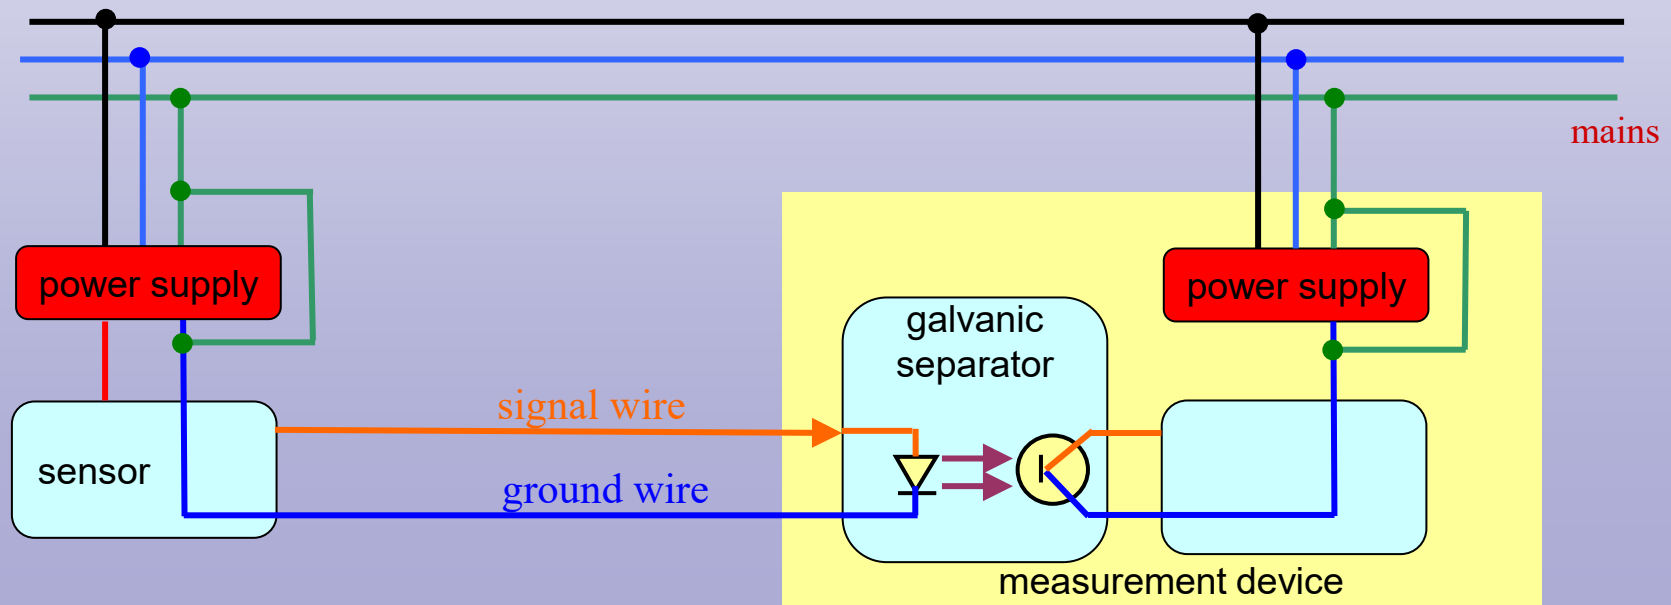 mains
power supply
power supply
galvanic
separator
signal wire
sensor
ground wire
measurement device